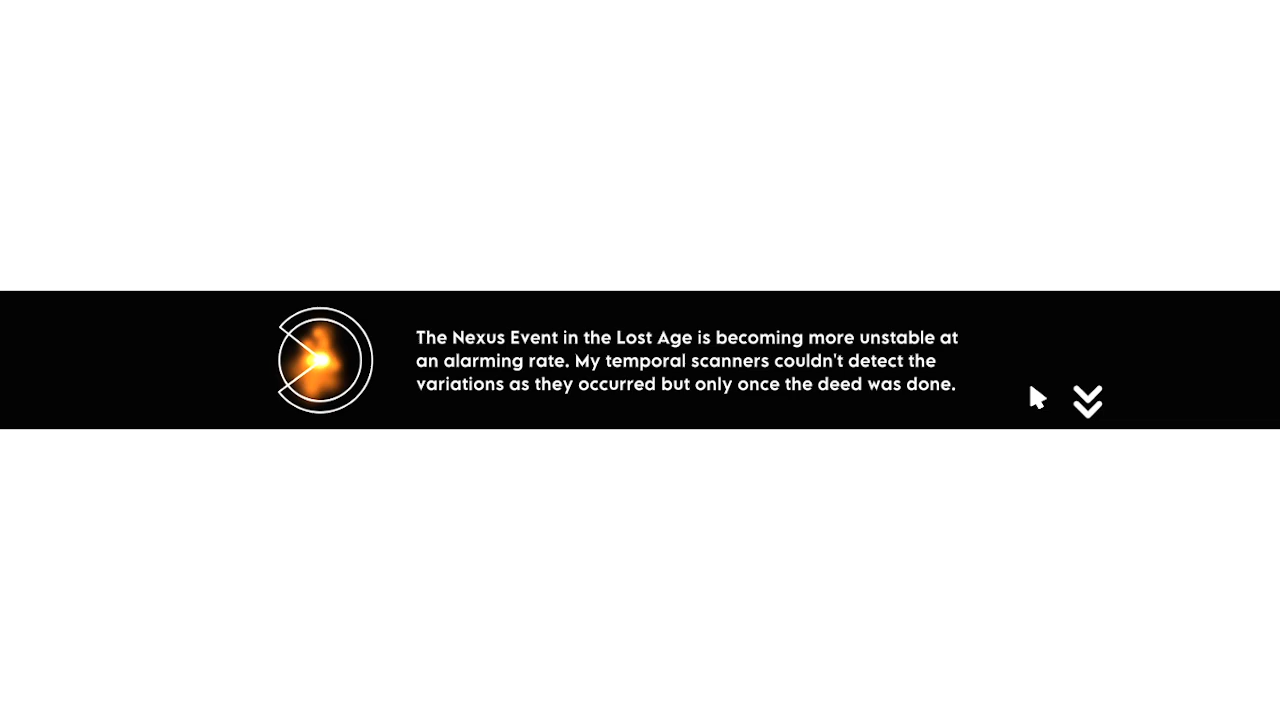 The Nexus Event in the Lost Age is becoming more unstable at
an alarming rate. My temporal scanners couldn't detect the
variations as they occurred but only once the deed was done.